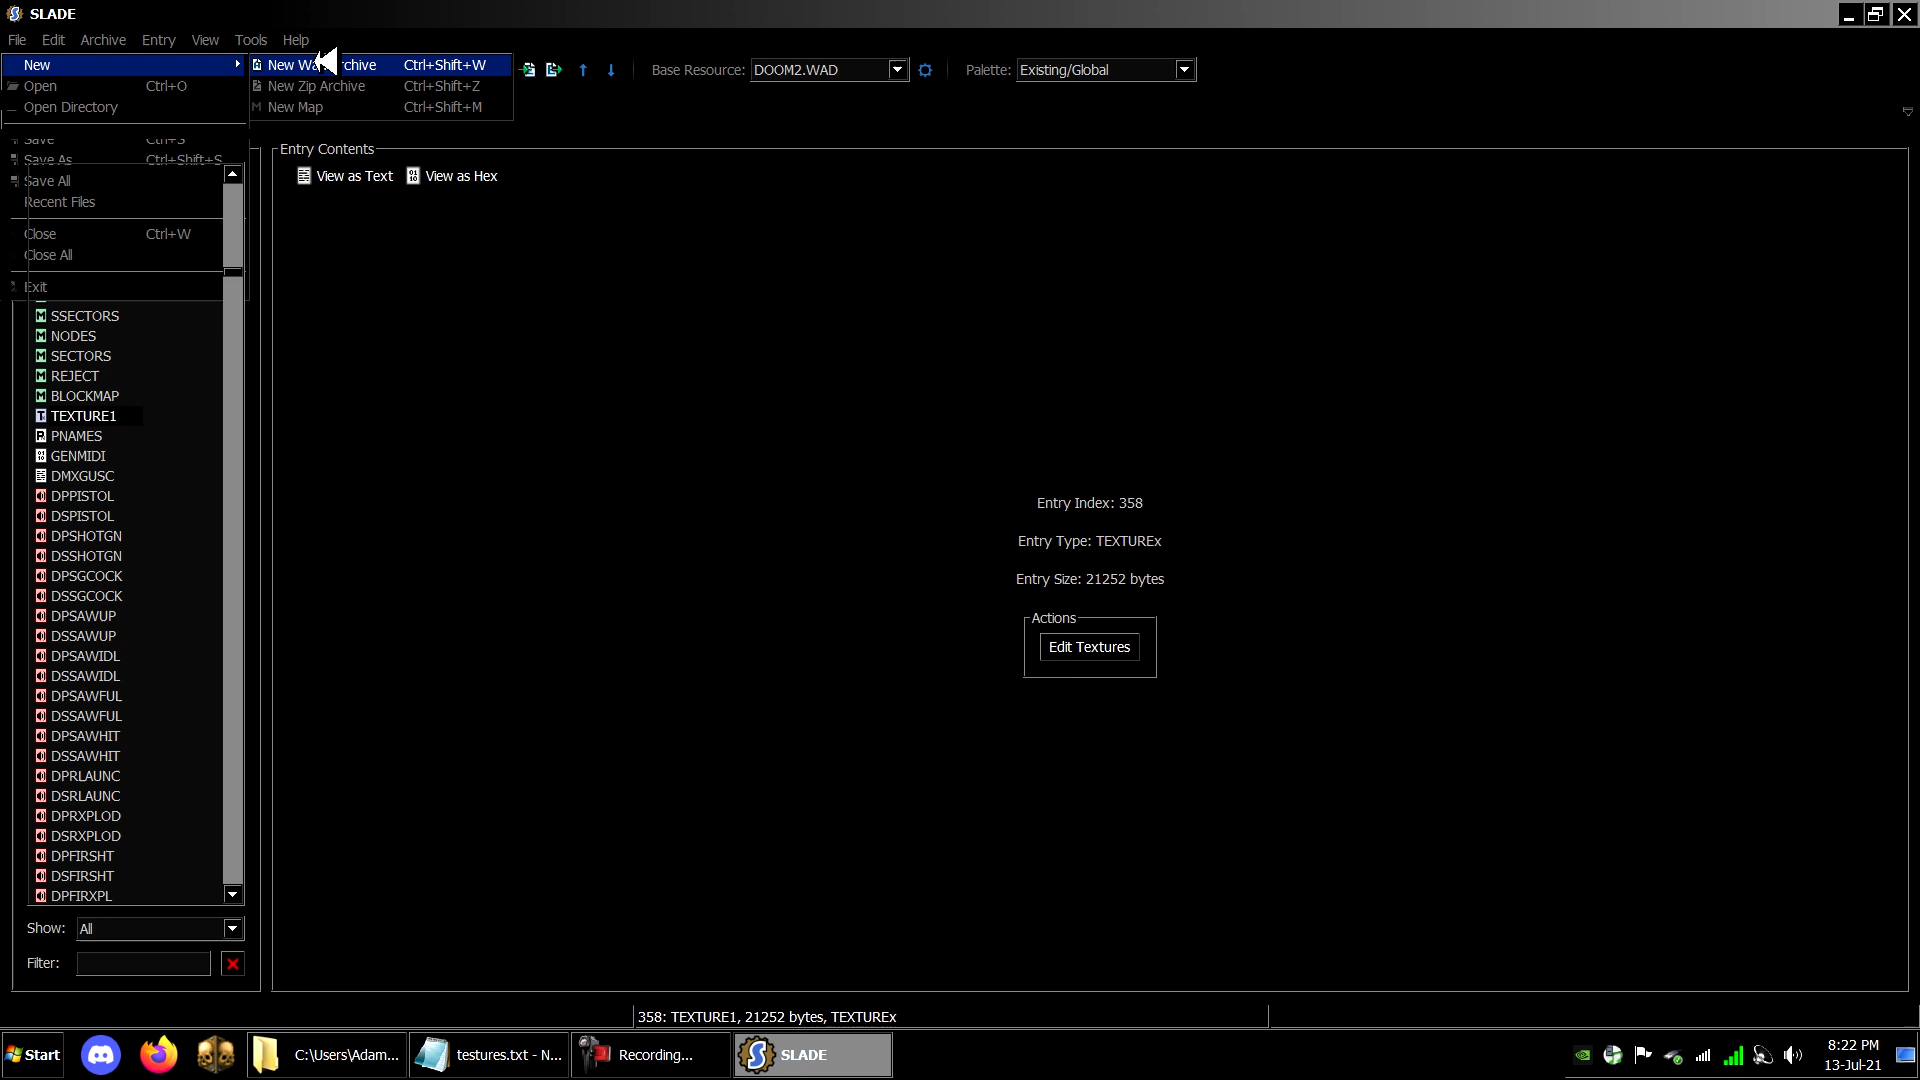 SLADE
File Edit Archive Entry View Tools Help
New
New Wa rchive Ctrl+Shift+W
Base Resource: DOOM2.WAD
Palette: Existing/Global
Open Ctrl+O
New Zip Archive Ctrl+Shift+Z
Open Directory
New Map Ctrl+Shift+M
Save Ctrl+S
Save As Ctrl+Shift+S
Save All
Recent Files
Close Ctrl+W
Close All
Exit
Entry Contents
View as Text View as Hex
SSECTORS
NODES
SECTORS
REJECT
BLOCKMAP
TEXTURE1
PNAMES
GENMIDI
DMXGUSC
DPPISTOL
DSPISTOL
DPSHOTGN
DSSHOTGN
DPSGCOCK
DSSGCOCK
DPSAWUP
DSSAWUP
DPSAWIDL
DSSAWIDL
DPSAWFUL
DSSAWFUL
DPSAWHIT
DSSAWHIT
DPRLAUNC
DSRLAUNC
DPRXPLOD
DSRXPLOD
DPFIRSHT
DSFIRSHT
DPFIRXPL
Show: All
Filter:
Entry Index: 358
Entry Type: TEXTUREx
Entry Size: 21252 bytes
Actions
Edit Textures
358: TEXTURE1, 21252 bytes, TEXTUREx
Start
C:\Users\Adam...
testures.txt - N...
Recording...
SLADE
8:22 PM
13-Jul-21